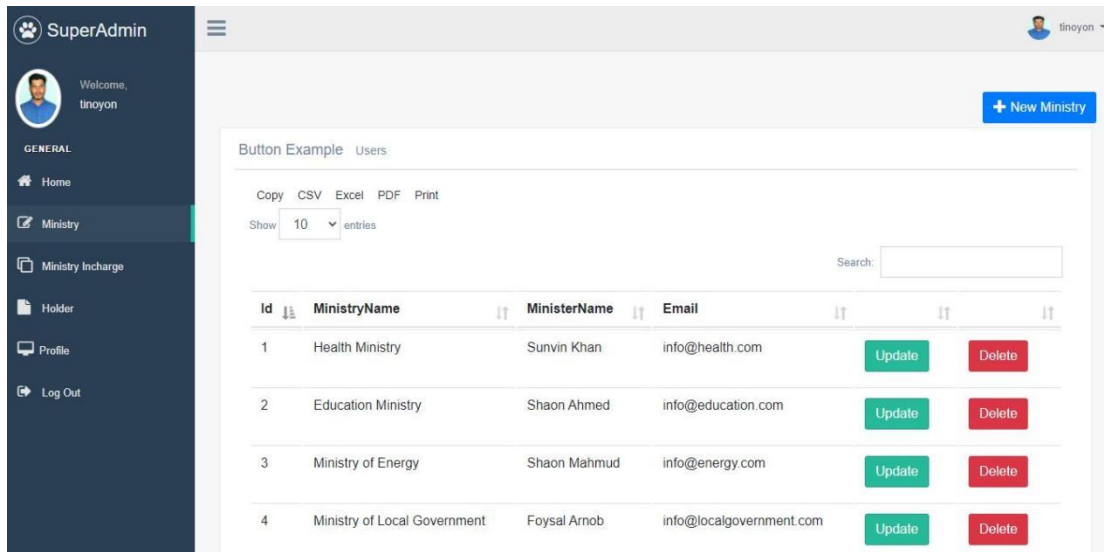 SuperAdmin
tinoyon
Welcome,
tinoyon
GENERAL
Home
Ministry
Ministry Incharge
Holder
Profile
Log Out
New Ministry
Button Example Users
Copy CSV Excel PDF Print
Show 10 entries
Search:
Id MinistryName MinisterName Email
1 Health Ministry Sunvin Khan info@health.com Update Delete
2 Education Ministry Shaon Ahmed info@education.com Update Delete
3 Ministry of Energy Shaon Mahmud info@energy.com Update Delete
4 Ministry of Local Government Foysal Arnob info@localgovernment.com Update Delete